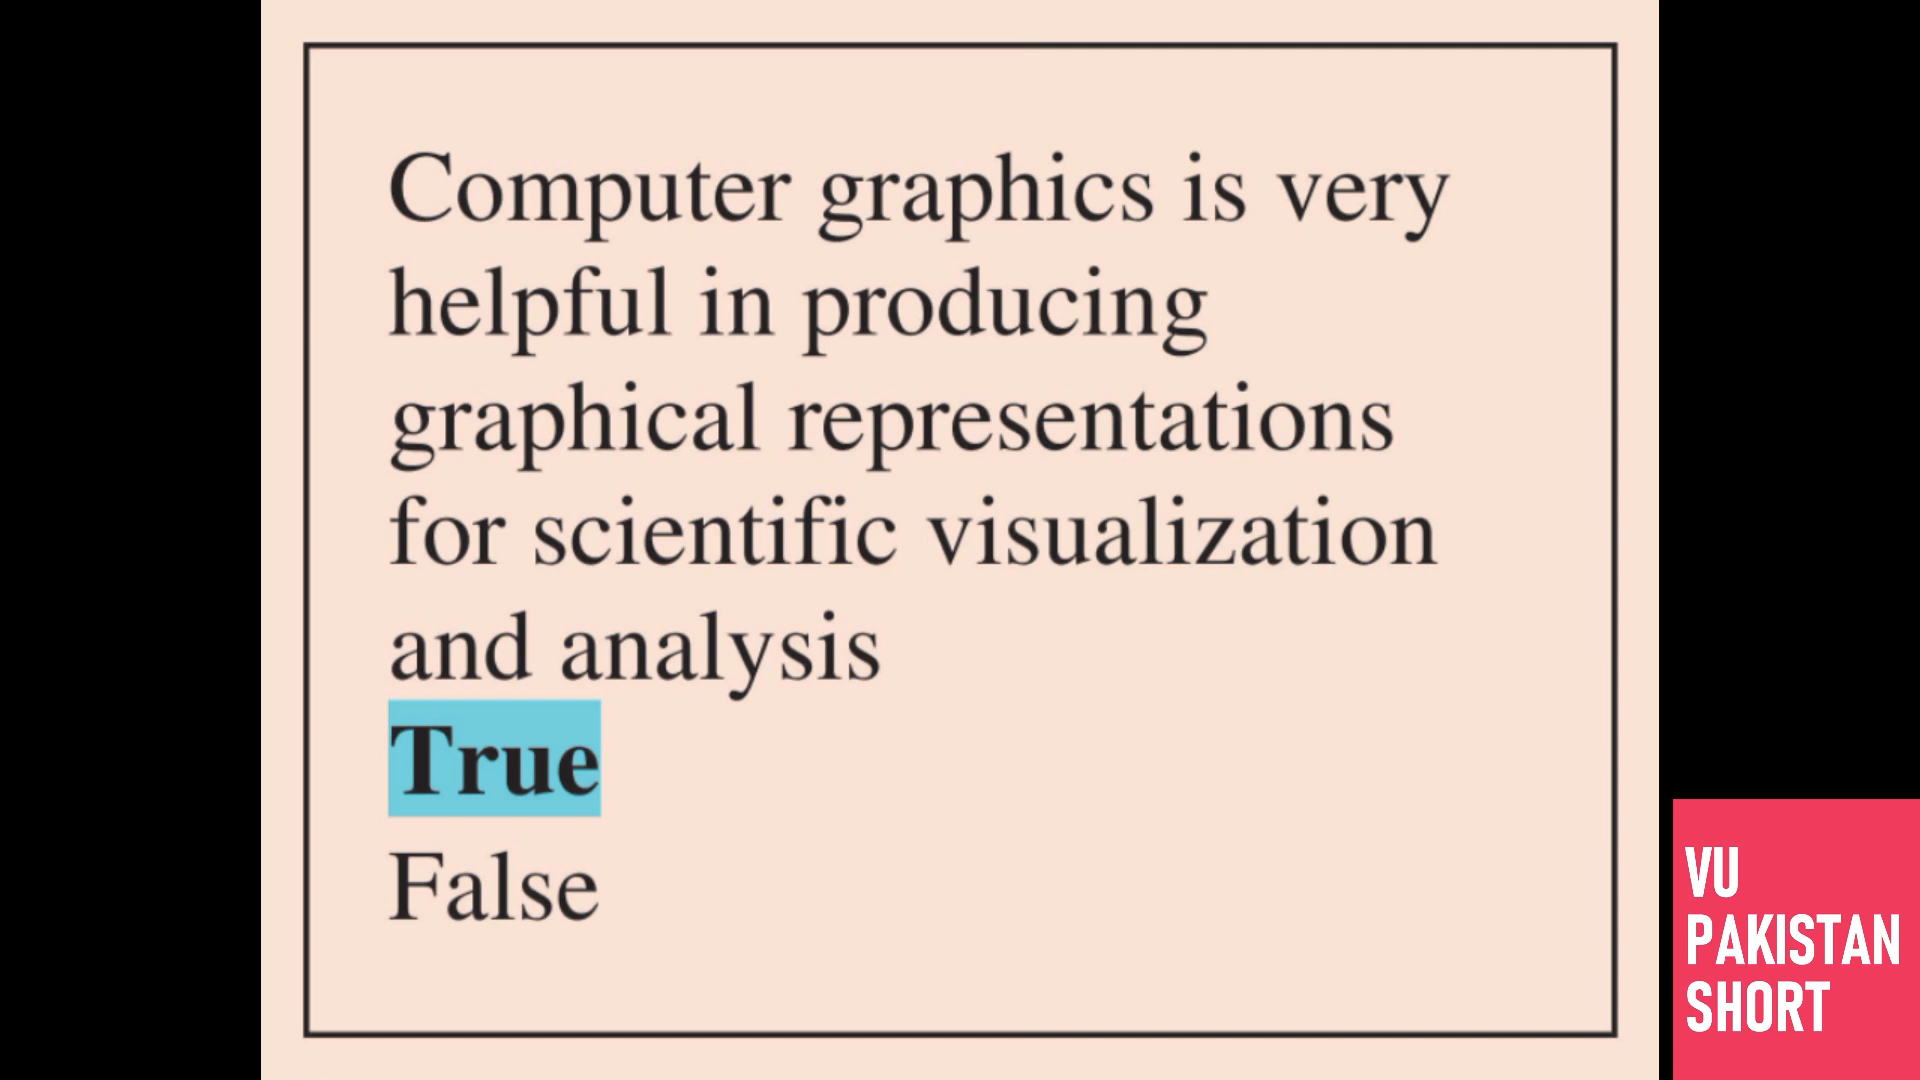 Computer graphics is very
helpful in producing
graphical representations
for scientific visualization
and analysis
True
False
VU
PAKISTAN
SHORT